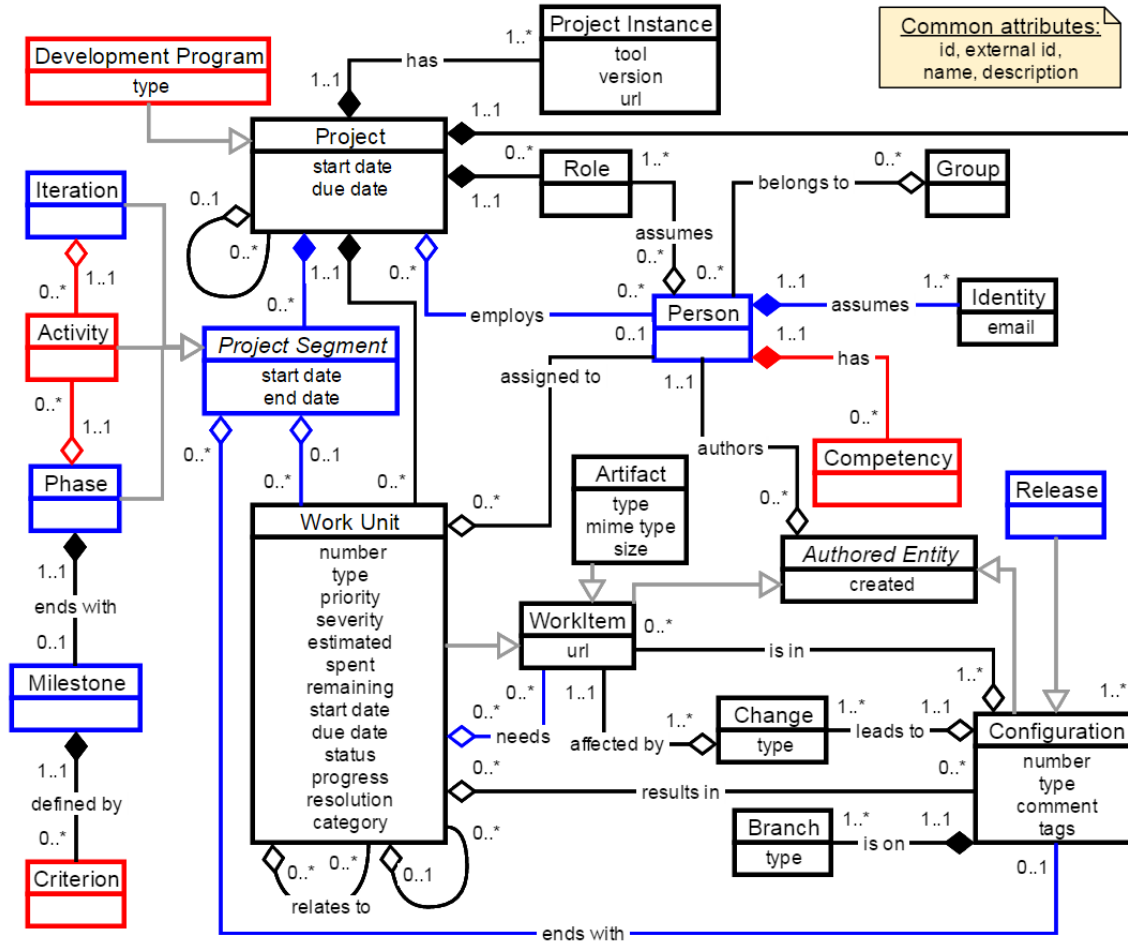 Project Instance
tool
version
url
Common attributes:
id, external id,
name, description
Development Program
type
has
1..*
1..1
Project
start date
due date
1..1
0..*
1..1
Role
1..*
assumes
0..*
belongs to
0..*
0..*
Group
Iteration
0..1
0..*
1..1
0..*
Activity
1..1
0..*
0..*
employs
0..*
Person
0..1
1..1
1..1
assumes
1..*
Identity
email
1..1
has
0..*
Competency
Project Segment
start date
end date
assigned to
0..*
1..1
Phase
0..*
0..*
0..1
0..*
authors
0..*
0..*
Artifact
type
mime type
size
Release
Work Unit
number
type
priority
severity
estimated
spent
remaining
start date
due date
status
progress
resolution
category
Authored Entity
created
1..1
ends with
0..1
WorkItem
url
0..*
is in
1..*
Milestone
0..*
0..*
needs
1..1
affected by
1..*
Change
type
1..*
leads to
1..1
1..*
Configuration
number
type
comment
tags
0..*
results in
0..*
1..1
defined by
0..*
Branch
type
1..*
is on
1..1
0..1
Criterion
0..*
0..*
relates to
0..1
0..*
ends with